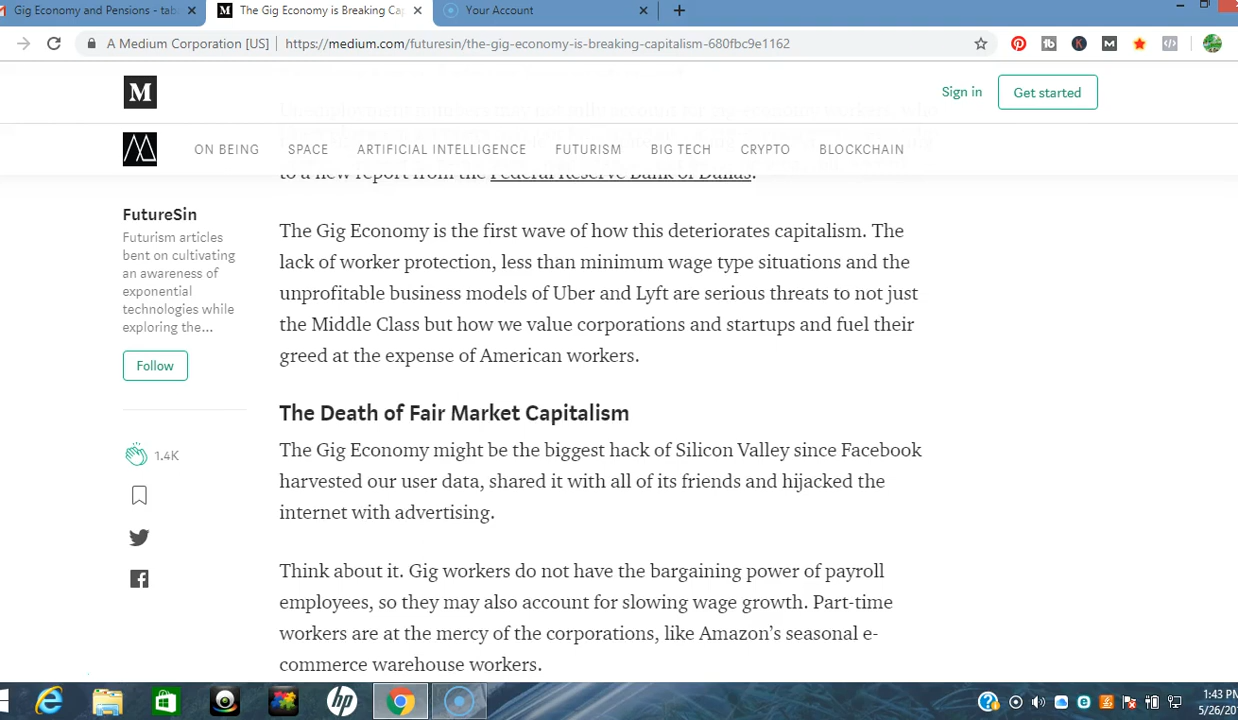 Gig Economy and Pensions - tab
The Gig Economy is Breaking Ca
Your Account
A Medium Corporation [US]
https://medium.com/futuresin/the-gig-economy-is-breaking-capitalism-680fbc9e1162
M
Sign in
Get started
ON BEING
SPACE
ARTIFICIAL INTELLIGENCE
FUTURISM
BIG TECH
CRYPTO
BLOCKCHAIN
to a new report from the Federal Reserve Bank of Dallas.
FutureSin
Futurism articles
bent on cultivating
an awareness of
exponential
technologies while
exploring the...
Follow
1.4K
The Gig Economy is the first wave of how this deteriorates capitalism. The
lack of worker protection, less than minimum wage type situations and the
unprofitable business models of Uber and Lyft are serious threats to not just
the Middle Class but how we value corporations and startups and fuel their
greed at the expense of American workers.
The Death of Fair Market Capitalism
The Gig Economy might be the biggest hack of Silicon Valley since Facebook
harvested our user data, shared it with all of its friends and hijacked the
internet with advertising.
Think about it. Gig workers do not have the bargaining power of payroll
employees, so they may also account for slowing wage growth. Part-time
workers are at the mercy of the corporations, like Amazon's seasonal e-
commerce warehouse workers.
hp
1:43 PM
5/26/20